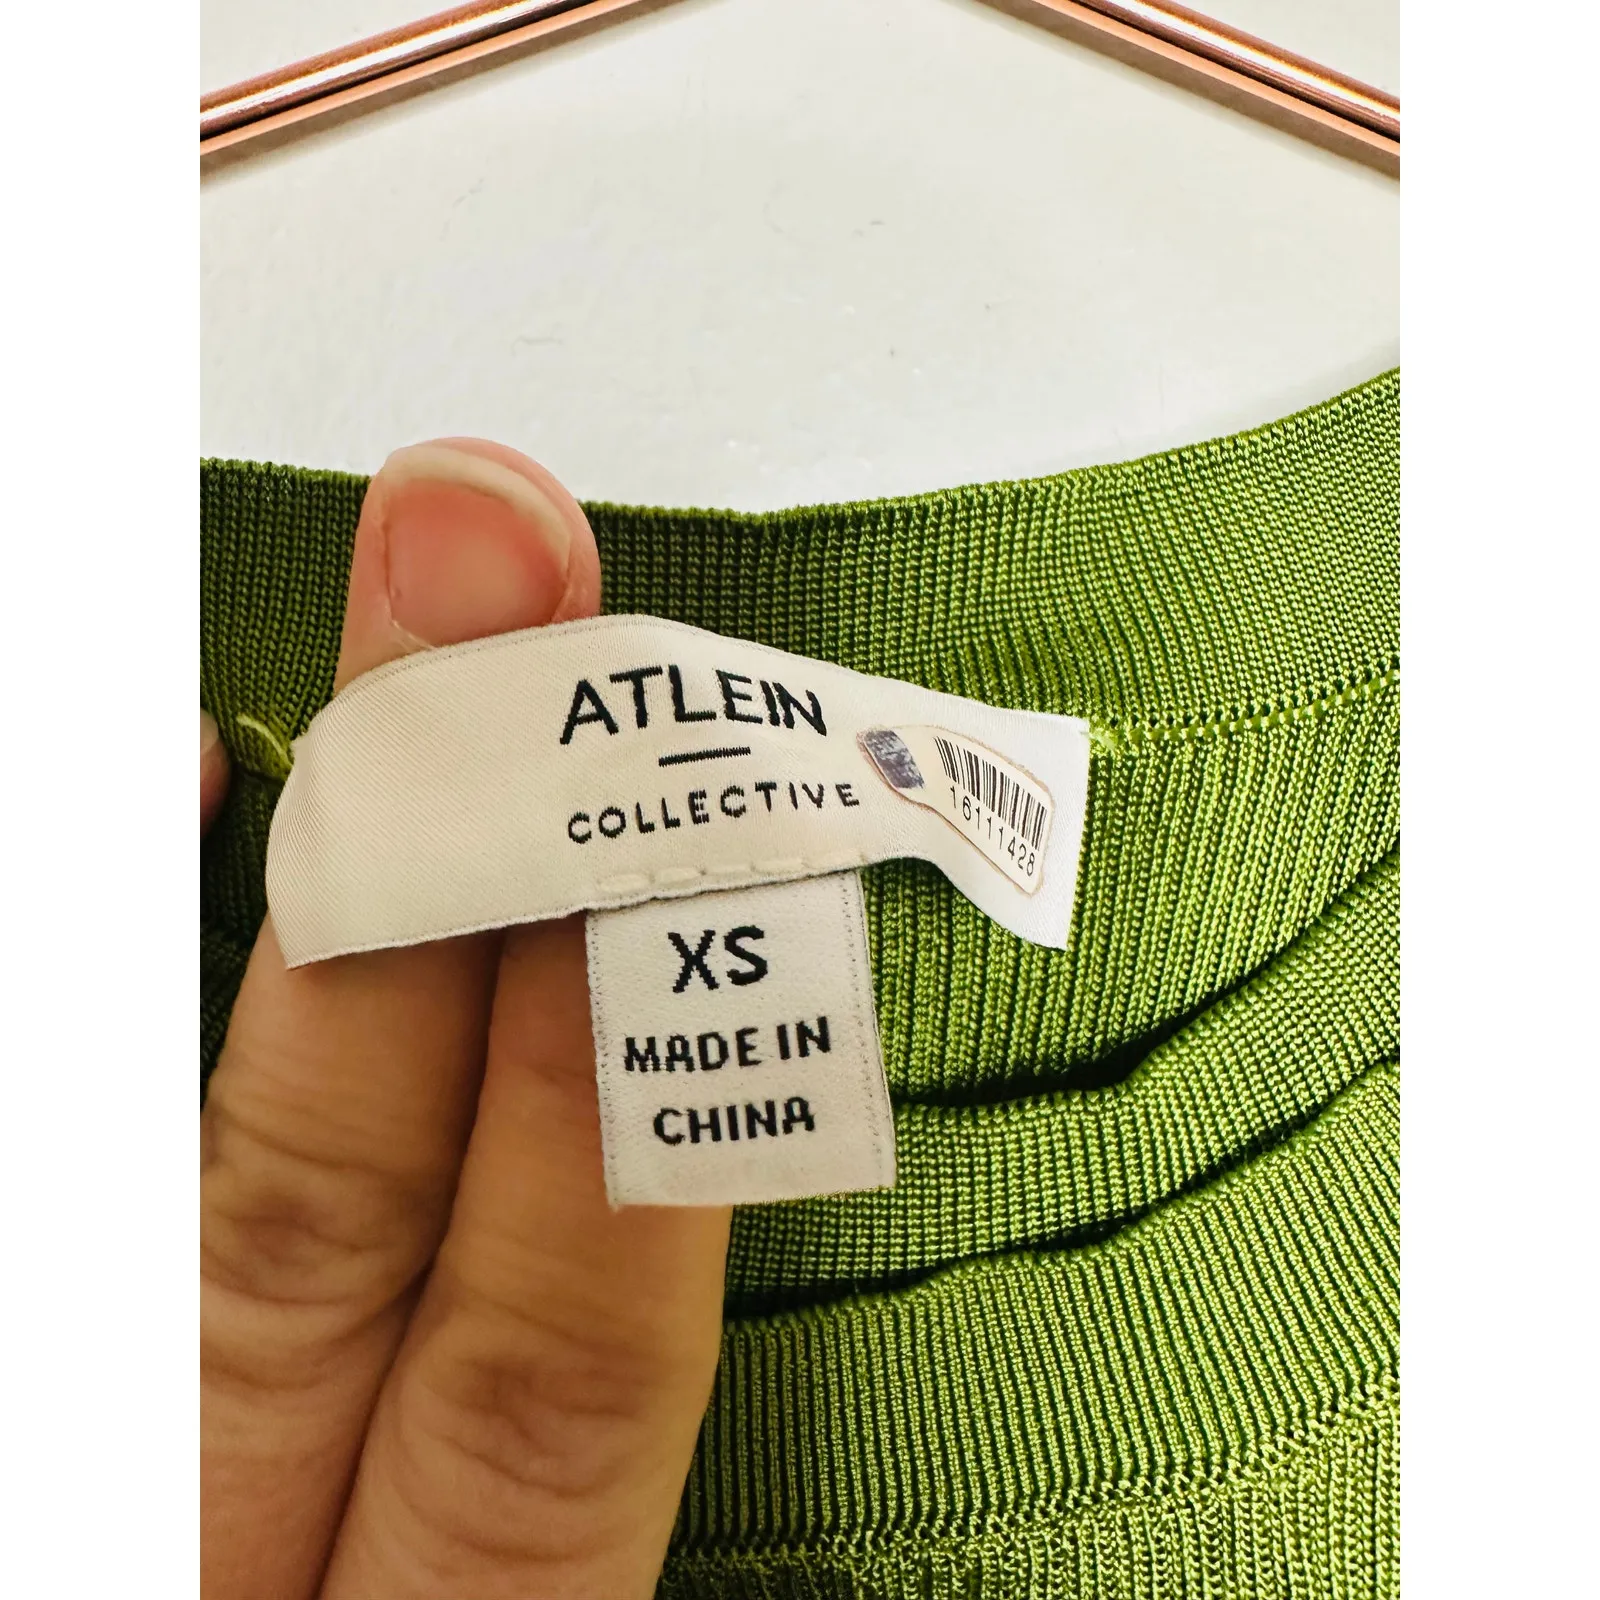 ATLEIN
COLLECTIVE
16111428
XS
MADE IN
CHINA